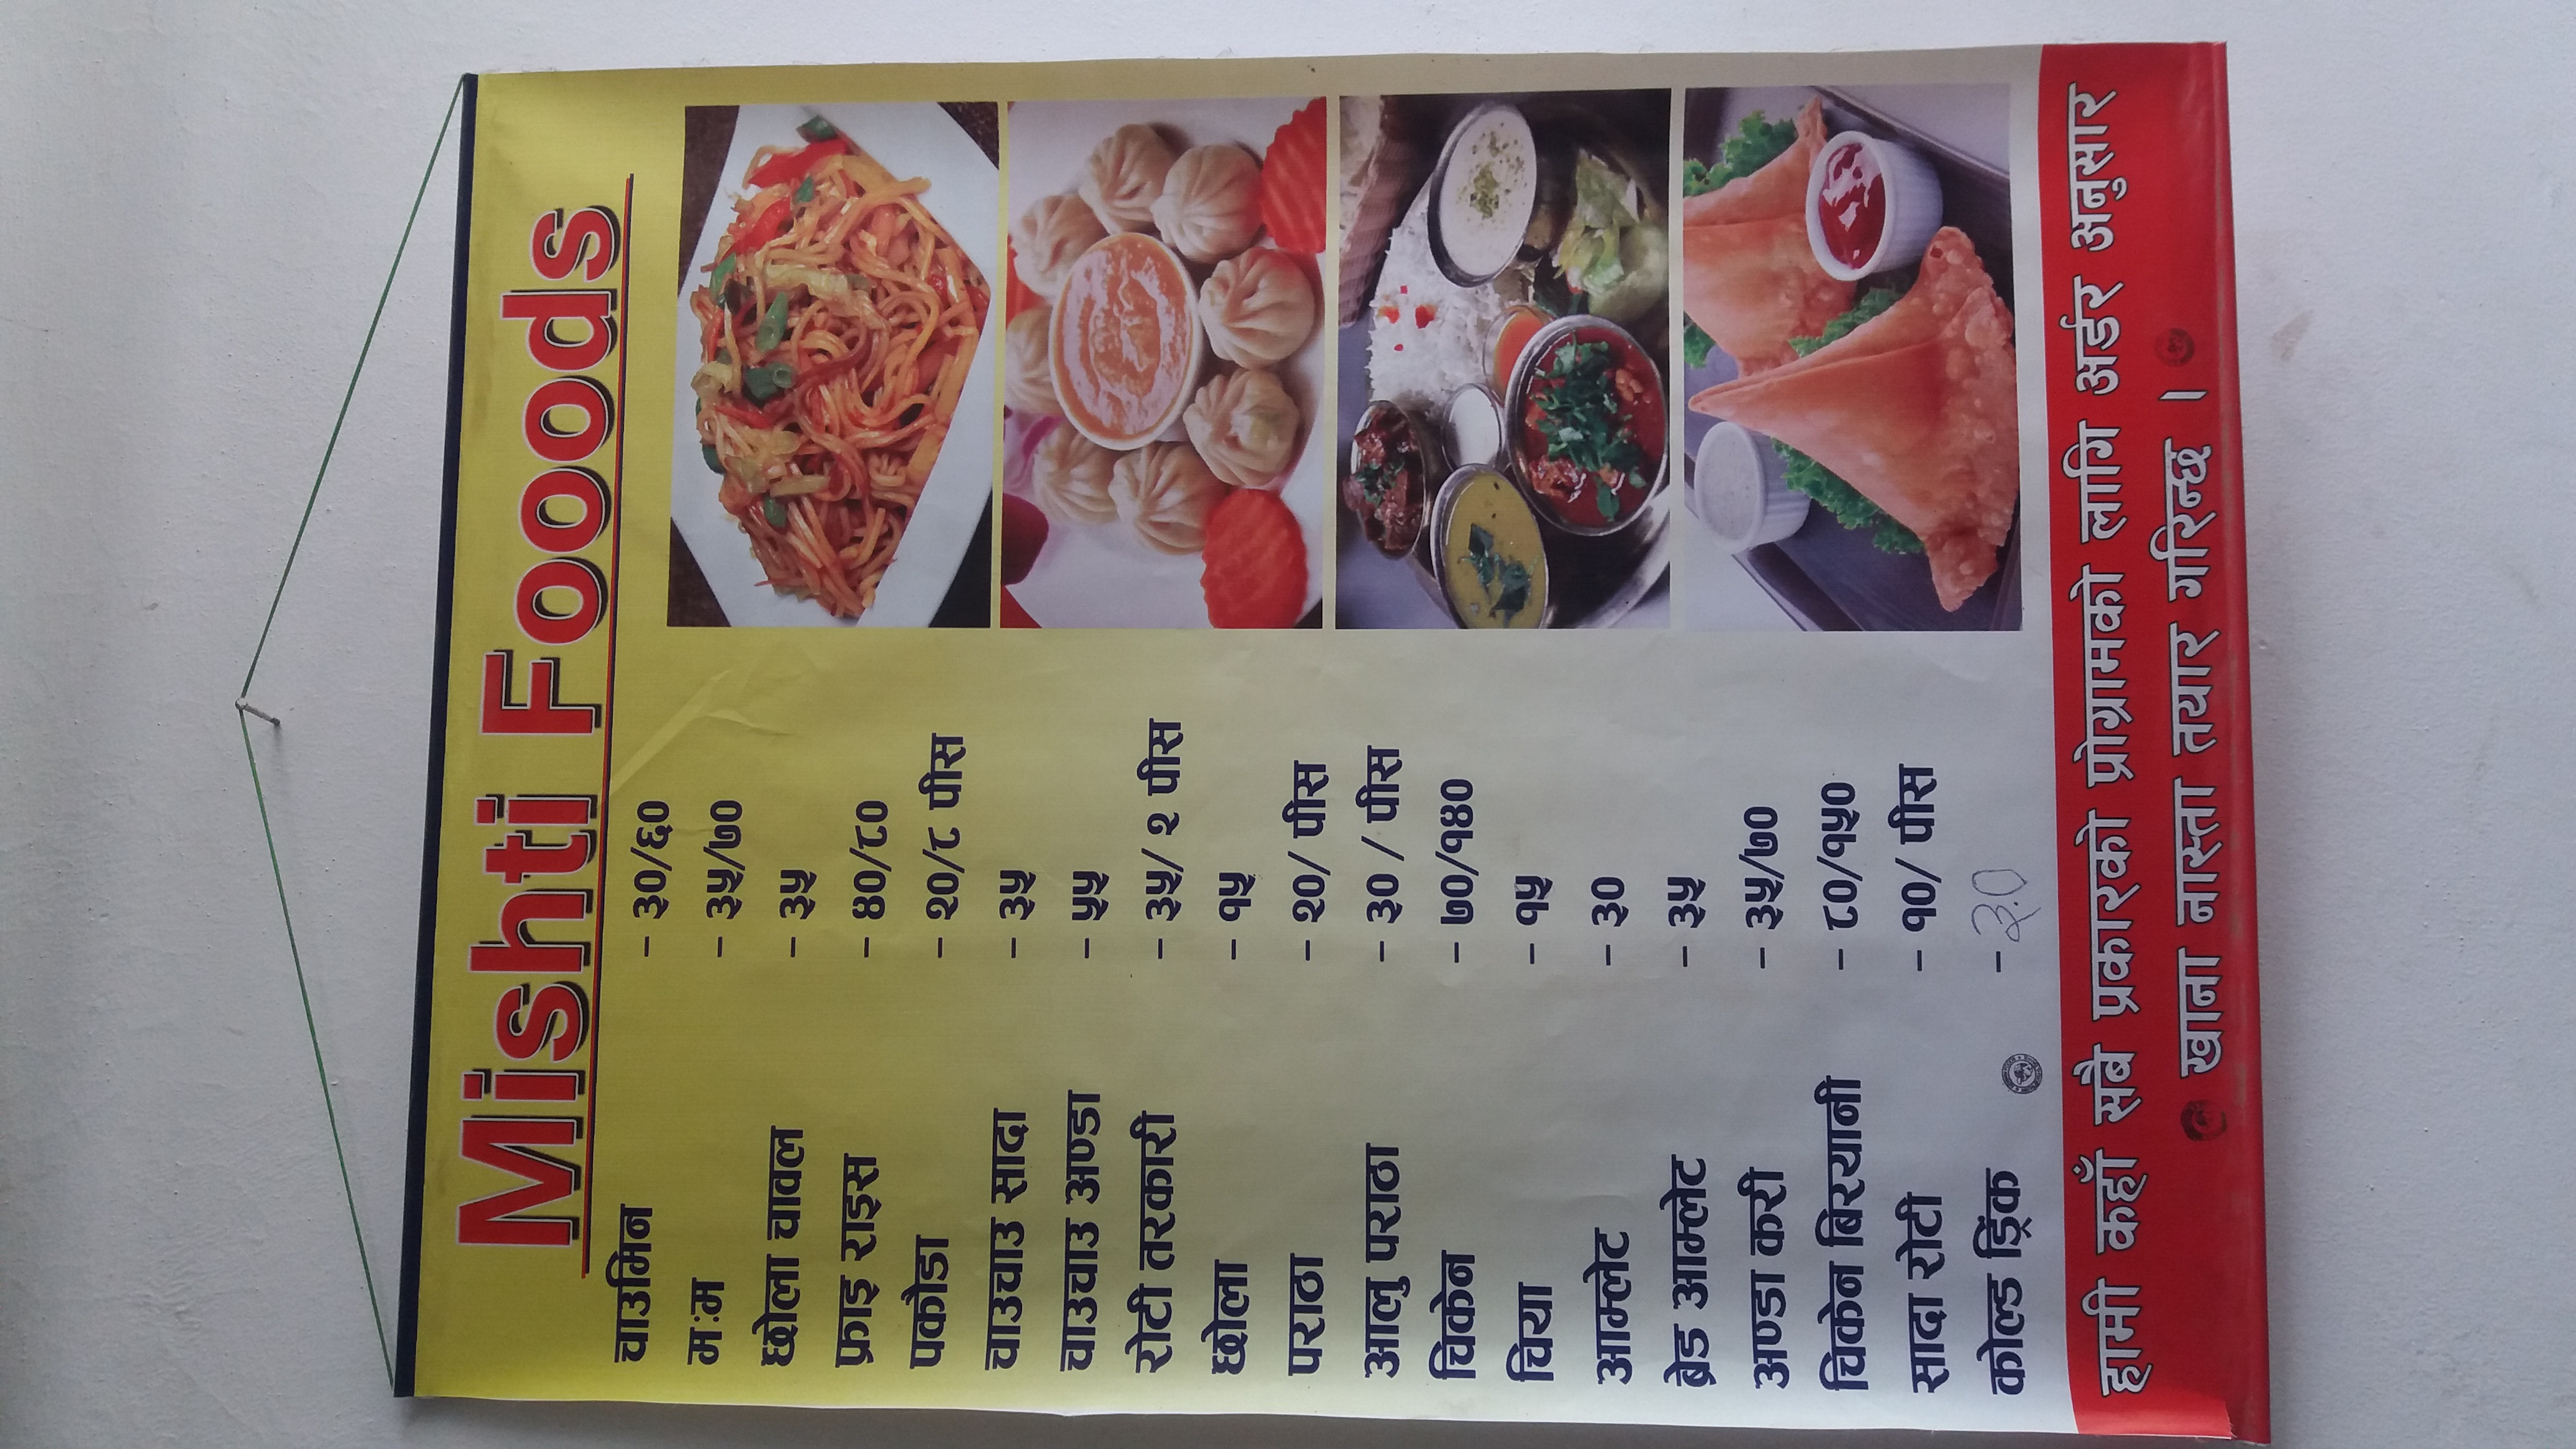 Mishti Fooods
चाउमिन - ३०/६०
म:म - ३५/७०
छोला चावल - ३५
फ्राइ राइस - ४०/८०
पकौडा - २०/८ पीस
चाउचाउ सादा - ३५
चाउचाउ अण्डा - ५५
रोटी तरकारी - ३५/ २ पीस
छोला - १५
पराठा - २०/ पीस
आलु पराठा - ३० / पीस
चिकेन - ७०/१४०
चिया - १५
आम्लेट - ३०
ब्रेड आम्लेट - ३५
अण्डा करी - ३५/७०
चिकेन बिरयानी - ८०/१५०
सादा रोटी - १०/ पीस
कोल्ड ड्रिंक - ३०
हामी कहाँ सबै प्रकारको प्रोग्रामको लागि अर्डर अनुसार
खाना नास्ता तयार गरिन्छ ।